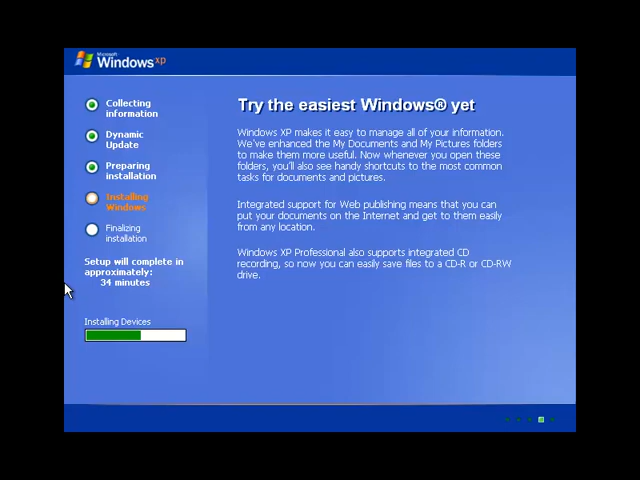 Microsoft
Windows xp
Collecting
information
Dynamic
Update
Preparing
installation
Installing
Windows
Finalizing
installation
Setup will complete in
approximately:
34 minutes
Installing Devices
Try the easiest Windows® yet
Windows XP makes it easy to manage all of your information.
We've enhanced the My Documents and My Pictures folders
to make them more useful. Now whenever you open these
folders, you'll also see handy shortcuts to the most common
tasks for documents and pictures.
Integrated support for Web publishing means that you can
put your documents on the Internet and get to them easily
from any location.
Windows XP Professional also supports integrated CD
recording, so now you can easily save files to a CD-R or CD-RW
drive.